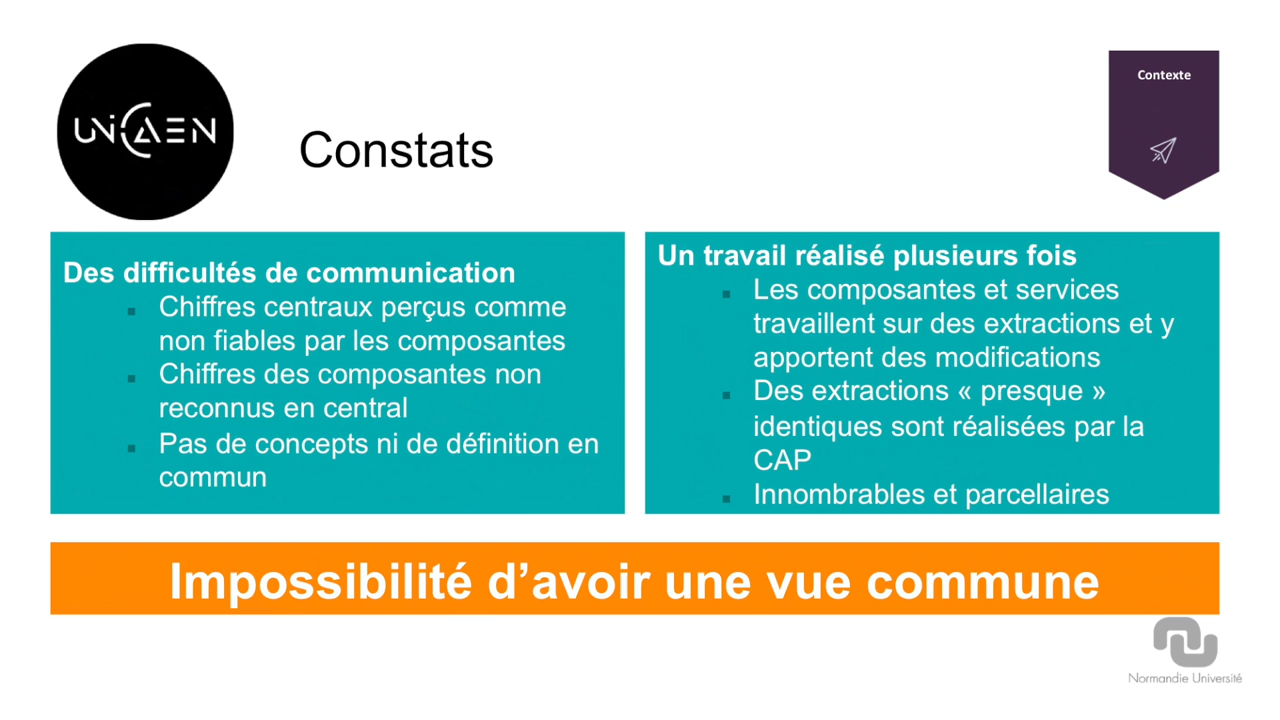 UNICAEN
Constats
Contexte
Des difficultés de communication
Chiffres centraux perçus comme
non fiables par les composantes
Chiffres des composantes non
reconnus en central
Pas de concepts ni de définition en
commun
Un travail réalisé plusieurs fois
Les composantes et services
travaillent sur des extractions et y
apportent des modifications
Des extractions « presque »
identiques sont réalisées par la
CAP
Innombrables et parcellaires
Impossibilité d’avoir une vue commune
Normandie Université